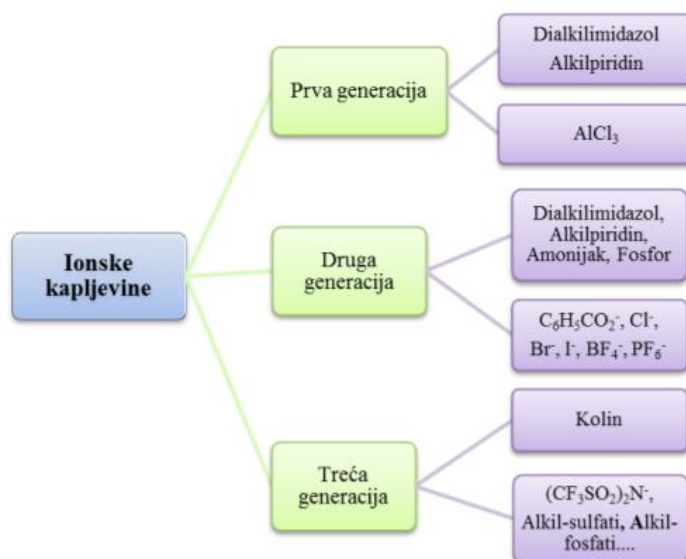 Ionske
kapljevine
Prva generacija
Dialkilimidazol
Alkilpiridin
AlCl₃
Druga
generacija
Dialkilimidazol,
Alkilpiridin,
Amonijak, Fosfor
C₆H₅CO₂⁻, Cl⁻,
Br⁻, I⁻, BF₄⁻, PF₆⁻
Treća
generacija
Kolin
(CF₃SO₂)₂N⁻,
Alkil-sulfati, Alkil-
fosfati....